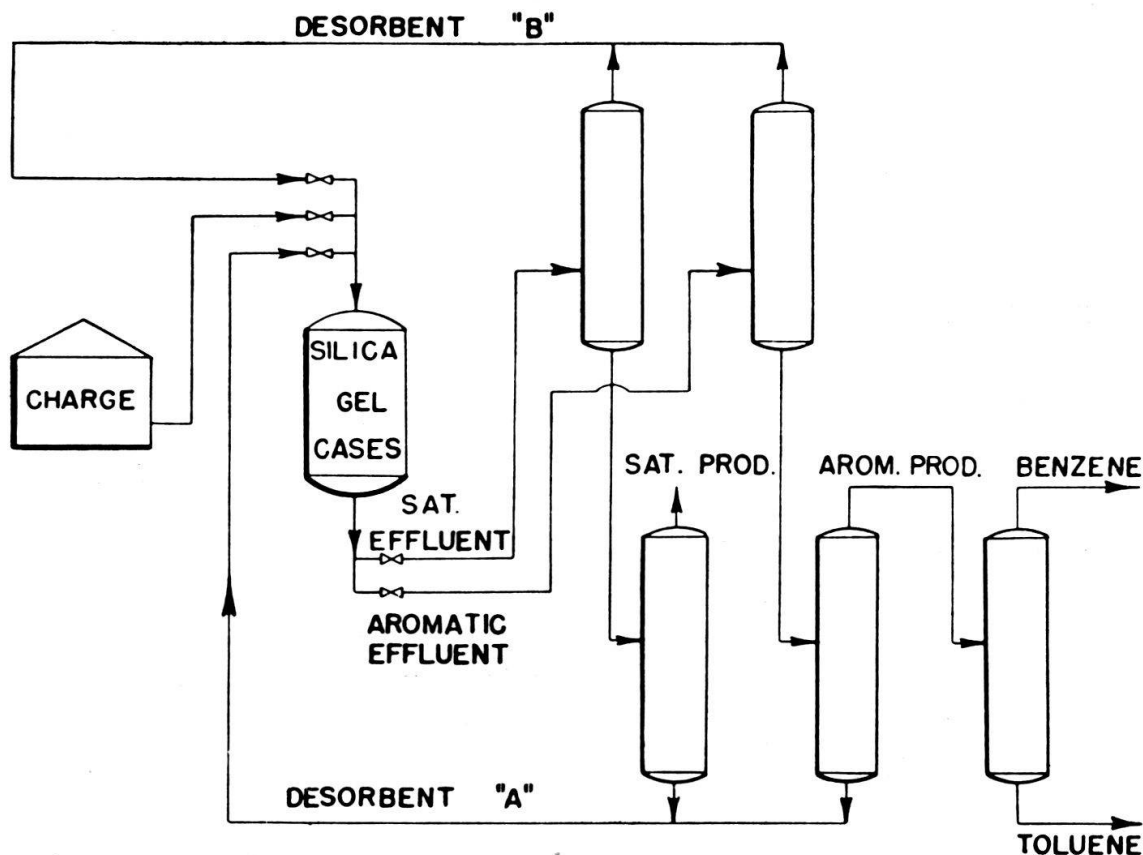 DESORBENT "B"
CHARGE
SILICA
GEL
CASES
SAT.
EFFLUENT
AROMATIC
EFFLUENT
SAT. PROD.
AROM. PROD.
BENZENE
DESORBENT "A"
TOLUENE